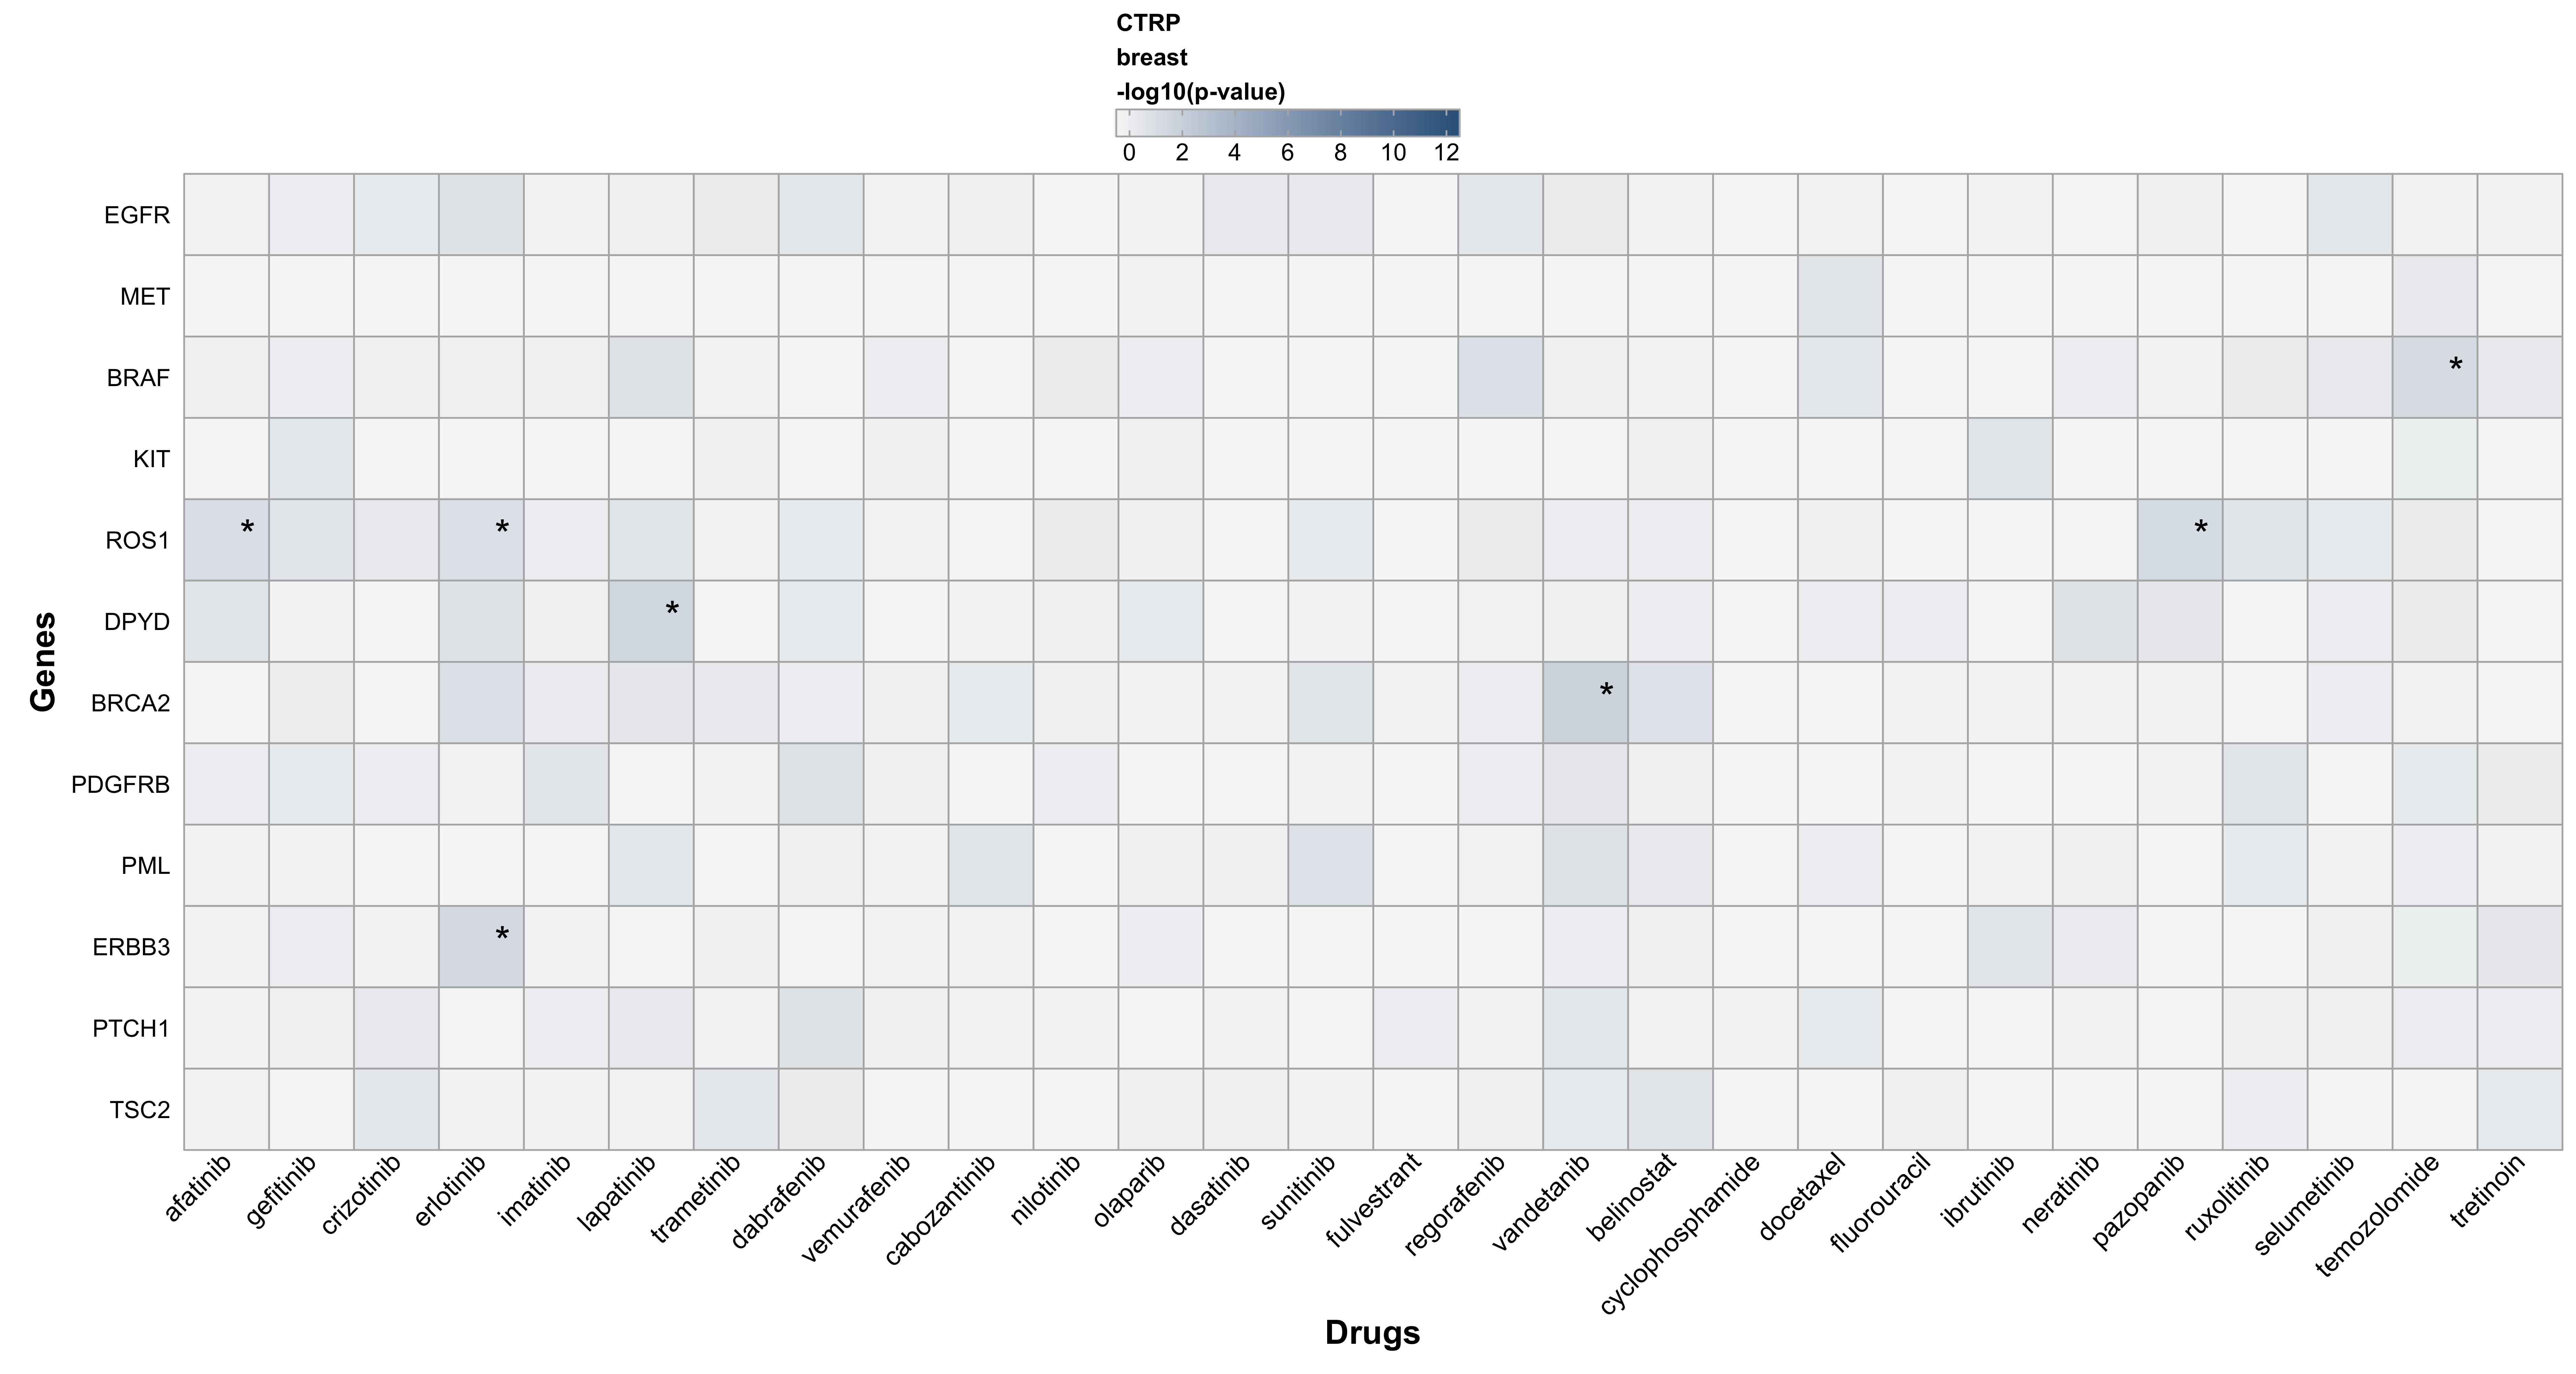 CTRP
breast
-log10(p-value)
0 2 4 6 8 10 12
EGFR
MET
BRAF
*
KIT
ROS1
* * *
DPYD
*
BRCA2
*
PDGFRB
PML
ERBB3
*
PTCH1
TSC2
Genes
afatinib
gefitinib
crizotinib
erlotinib
imatinib
lapatinib
trametinib
dabrafenib
vemurafenib
cabozantinib
nilotinib
olaparib
dasatinib
sunitinib
fulvestrant
regorafenib
vandetanib
belinostat
cyclophosphamide
docetaxel
fluorouracil
ibrutinib
neratinib
pazopanib
ruxolitinib
selumetinib
temozolomide
tretinoin
Drugs